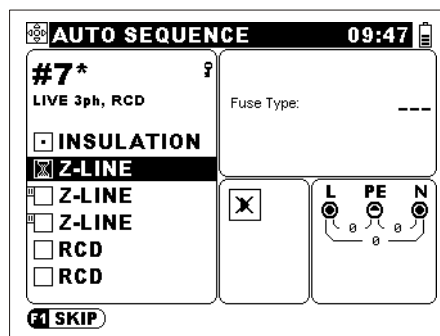 AUTO SEQUENCE 09:47
#7*
LIVE 3ph, RCD
INSULATION
Z-LINE
Z-LINE
Z-LINE
RCD
RCD
Fuse Type: ---
L PE N
0 0
0
F1 SKIP